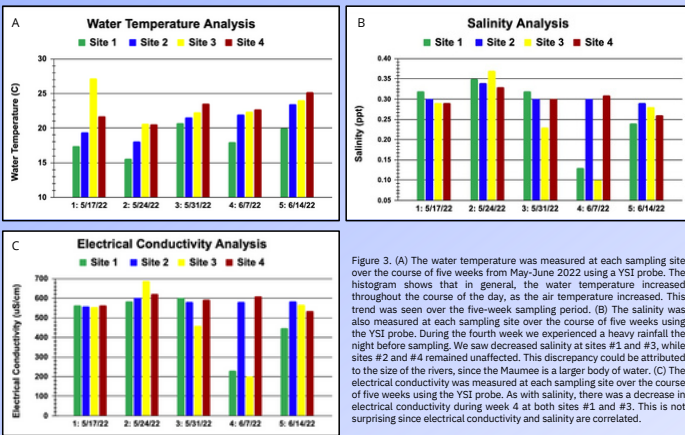 A
Water Temperature Analysis
Site 1 Site 2 Site 3 Site 4
Water Temperature (C)
30
25
20
15
10
1: 5/17/22 2: 5/24/22 3: 5/31/22 4: 6/7/22 5: 6/14/22
B
Salinity Analysis
Site 1 Site 2 Site 3 Site 4
Salinity (ppt)
0.40
0.35
0.30
0.25
0.20
0.15
0.10
0.05
1: 5/17/22 2: 5/24/22 3: 5/31/22 4: 6/7/22 5: 6/14/22
C
Electrical Conductivity Analysis
Site 1 Site 2 Site 3 Site 4
Electrical Conductivity (uS/cm)
700
600
500
400
300
200
100
0
1: 5/17/22 2: 5/24/22 3: 5/31/22 4: 6/7/22 5: 6/14/22
Figure 3. (A) The water temperature was measured at each sampling site
over the course of five weeks from May-June 2022 using a YSI probe. The
histogram shows that in general, the water temperature increased
throughout the course of the day, as the air temperature increased. This
trend was seen over the five-week sampling period. (B) The salinity was
also measured at each sampling site over the course of five weeks using
the YSI probe. During the fourth week we experienced a heavy rainfall the
night before sampling. We saw decreased salinity at sites #1 and #3, while
sites #2 and #4 remained unaffected. This discrepancy could be attributed
to the size of the rivers, since the Maumee is a larger body of water. (C) The
electrical conductivity was measured at each sampling site over the course
of five weeks using the YSI probe. As with salinity, there was a decrease in
electrical conductivity during week 4 at both sites #1 and #3. This is not
surprising since electrical conductivity and salinity are correlated.